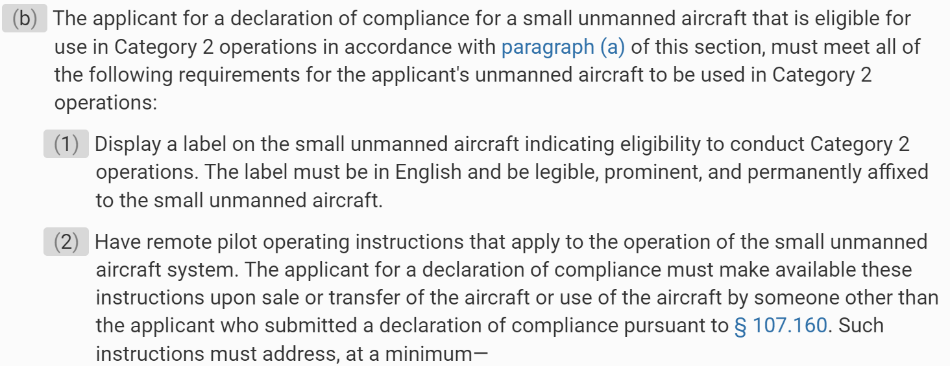 (b) The applicant for a declaration of compliance for a small unmanned aircraft that is eligible for
use in Category 2 operations in accordance with paragraph (a) of this section, must meet all of
the following requirements for the applicant's unmanned aircraft to be used in Category 2
operations:
(1) Display a label on the small unmanned aircraft indicating eligibility to conduct Category 2
operations. The label must be in English and be legible, prominent, and permanently affixed
to the small unmanned aircraft.
(2) Have remote pilot operating instructions that apply to the operation of the small unmanned
aircraft system. The applicant for a declaration of compliance must make available these
instructions upon sale or transfer of the aircraft or use of the aircraft by someone other than
the applicant who submitted a declaration of compliance pursuant to § 107.160. Such
instructions must address, at a minimum—